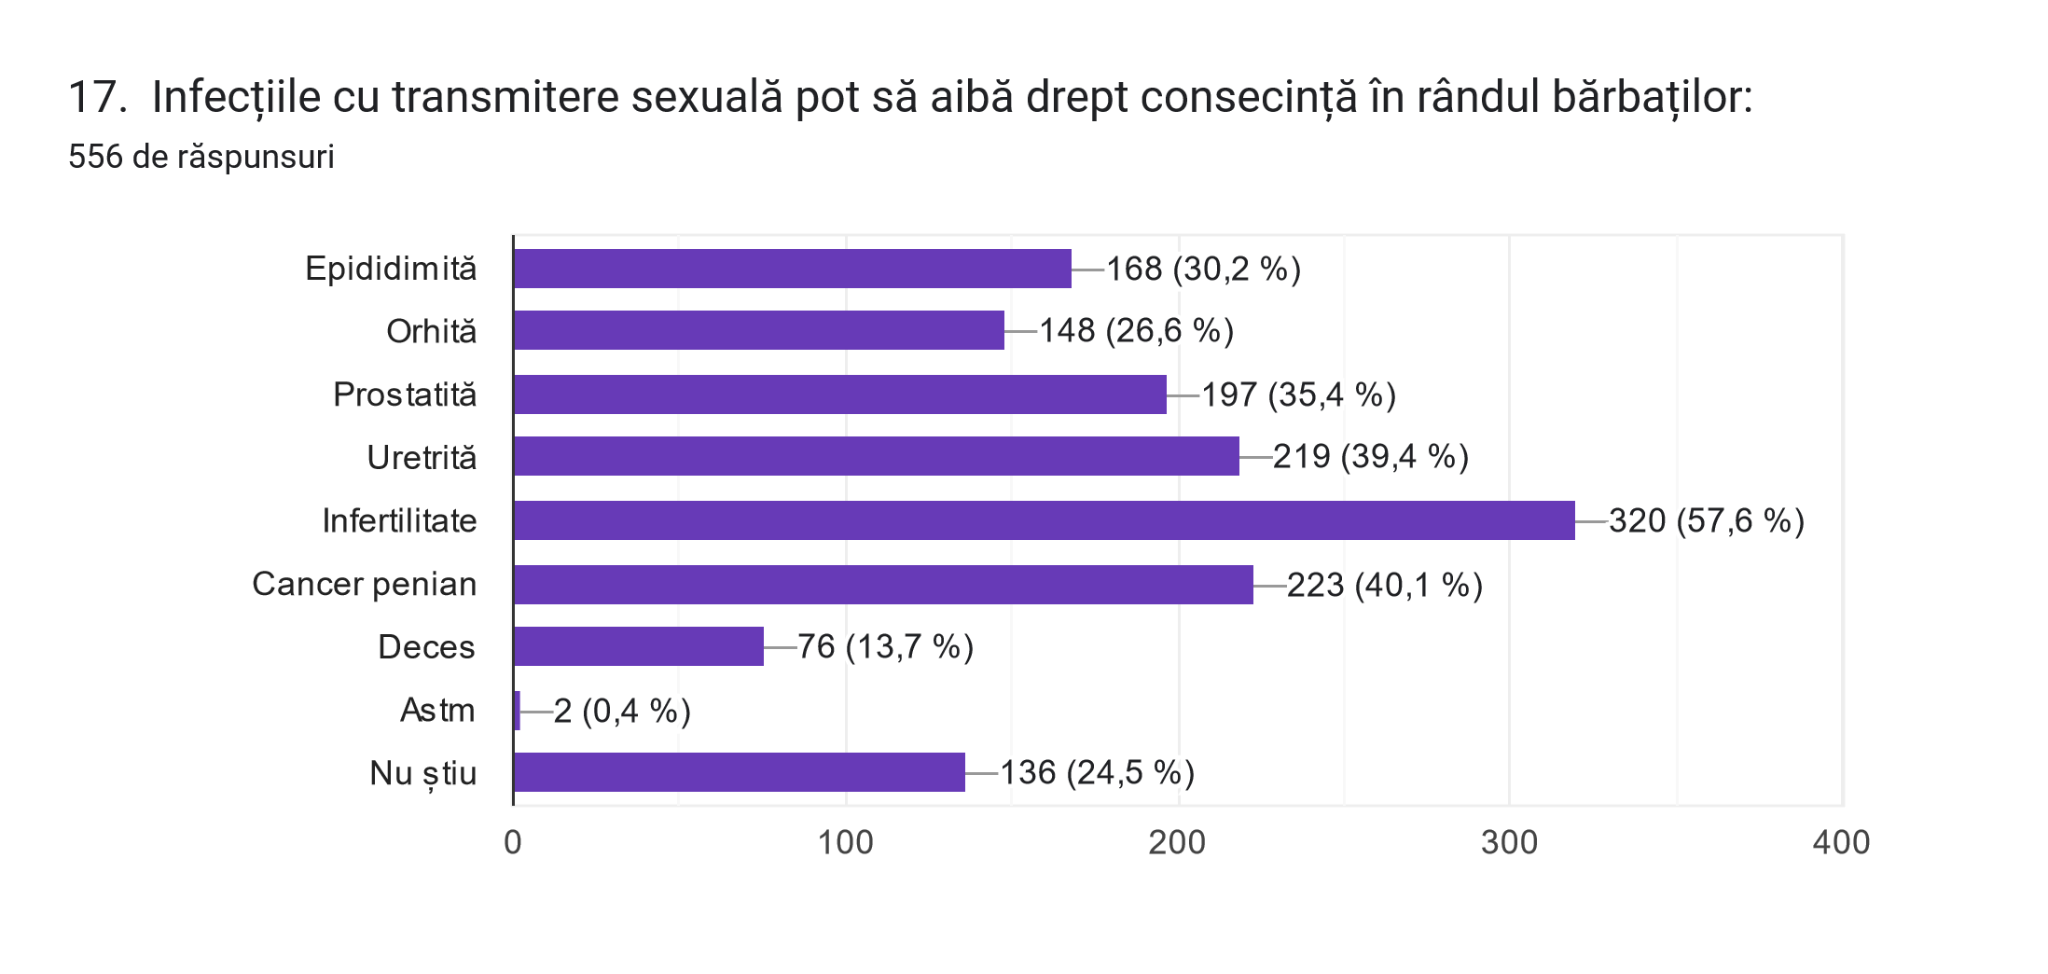 17. Infecțiile cu transmitere sexuală pot să aibă drept consecință în rândul bărbaților:
556 de răspunsuri
Epididimită 168 (30,2 %)
Orhită 148 (26,6 %)
Prostatită 197 (35,4 %)
Uretrită 219 (39,4 %)
Infertilitate 320 (57,6 %)
Cancer penian 223 (40,1 %)
Deces 76 (13,7 %)
Astm 2 (0,4 %)
Nu știu 136 (24,5 %)
0 100 200 300 400